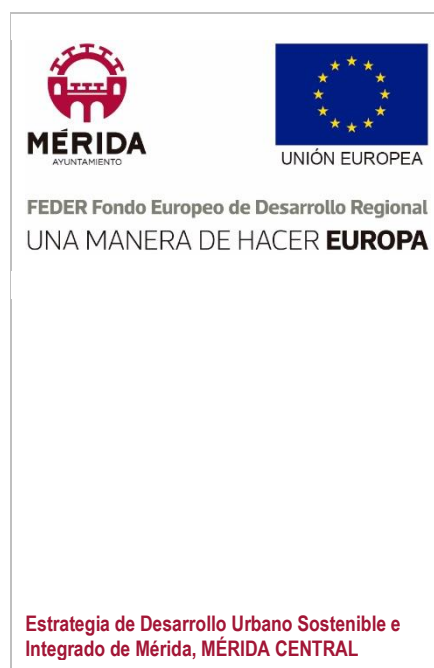 MÉRIDA
AYUNTAMIENTO
UNIÓN EUROPEA
FEDER Fondo Europeo de Desarrollo Regional
UNA MANERA DE HACER EUROPA
Estrategia de Desarrollo Urbano Sostenible e
Integrado de Mérida, MÉRIDA CENTRAL